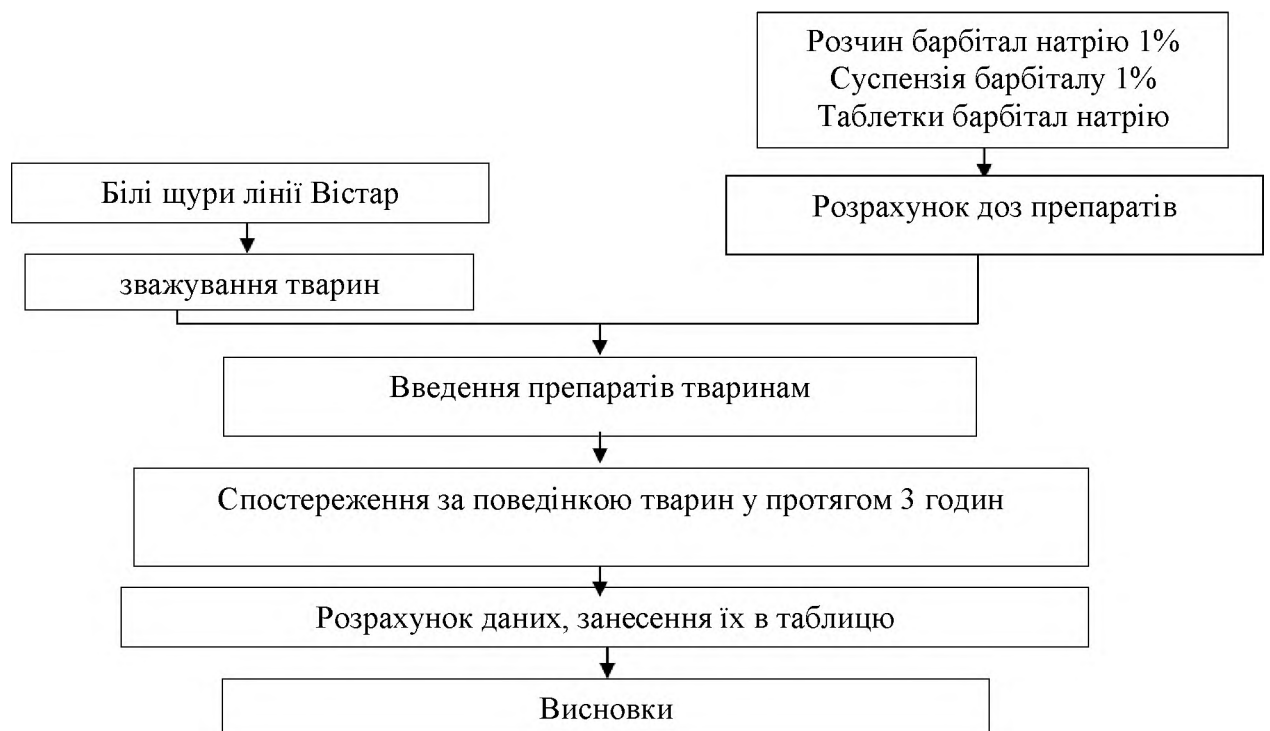 Розчин барбітал натрію 1%
Суспензія барбіталу 1%
Таблетки барбітал натрію
Білі щури лінії Вістар
Розрахунок доз препаратів
зважування тварин
Введення препаратів тваринам
Спостереження за поведінкою тварин у протягом 3 годин
Розрахунок даних, занесення їх в таблицю
Висновки